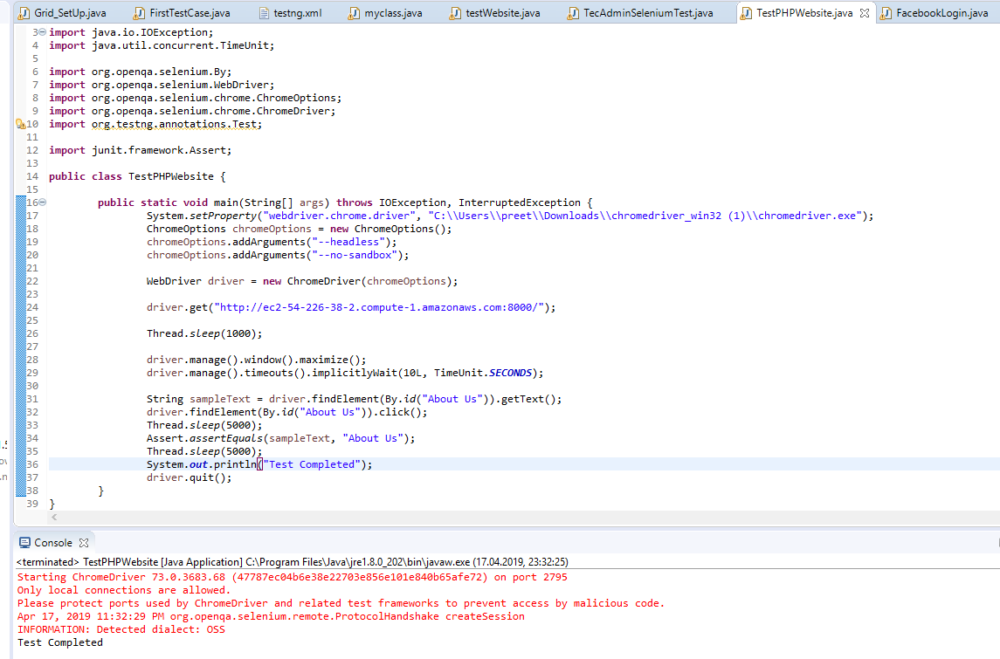 Grid_SetUp.java FirstTestCase.java testng.xml myclass.java testWebsite.java TecAdminSeleniumTest.java TestPHPWebsite.java FacebookLogin.java
3 import java.io.IOException;
4 import java.util.concurrent.TimeUnit;
5
6 import org.openqa.selenium.By;
7 import org.openqa.selenium.WebDriver;
8 import org.openqa.selenium.chrome.ChromeOptions;
9 import org.openqa.selenium.chrome.ChromeDriver;
10 import org.testng.annotations.Test;
11
12 import junit.framework.Assert;
13
14 public class TestPHPWebsite {
15
16 public static void main(String[] args) throws IOException, InterruptedException {
17 System.setProperty("webdriver.chrome.driver", "C:\\Users\\preet\\Downloads\\chromedriver_win32 (1)\\chromedriver.exe");
18 ChromeOptions chromeOptions = new ChromeOptions();
19 chromeOptions.addArguments("--headless");
20 chromeOptions.addArguments("--no-sandbox");
21
22 WebDriver driver = new ChromeDriver(chromeOptions);
23
24 driver.get("http://ec2-54-226-38-2.compute-1.amazonaws.com:8000/");
25
26 Thread.sleep(1000);
27
28 driver.manage().window().maximize();
29 driver.manage().timeouts().implicitlyWait(10L, TimeUnit.SECONDS);
30
31 String sampleText = driver.findElement(By.id("About Us")).getText();
32 driver.findElement(By.id("About Us")).click();
33 Thread.sleep(5000);
34 Assert.assertEquals(sampleText, "About Us");
35 Thread.sleep(5000);
36 System.out.println("Test Completed");
37 driver.quit();
38 }
39 }
Console
<terminated> TestPHPWebsite [Java Application] C:\Program Files\Java\jre1.8.0_202\bin\javaw.exe (17.04.2019, 23:32:25)
Starting ChromeDriver 73.0.3683.68 (47787ec04b6e38e22703e856e101e840b65afe72) on port 2795
Only local connections are allowed.
Please protect ports used by ChromeDriver and related test frameworks to prevent access by malicious code.
Apr 17, 2019 11:32:29 PM org.openqa.selenium.remote.ProtocolHandshake createSession
INFORMATION: Detected dialect: OSS
Test Completed